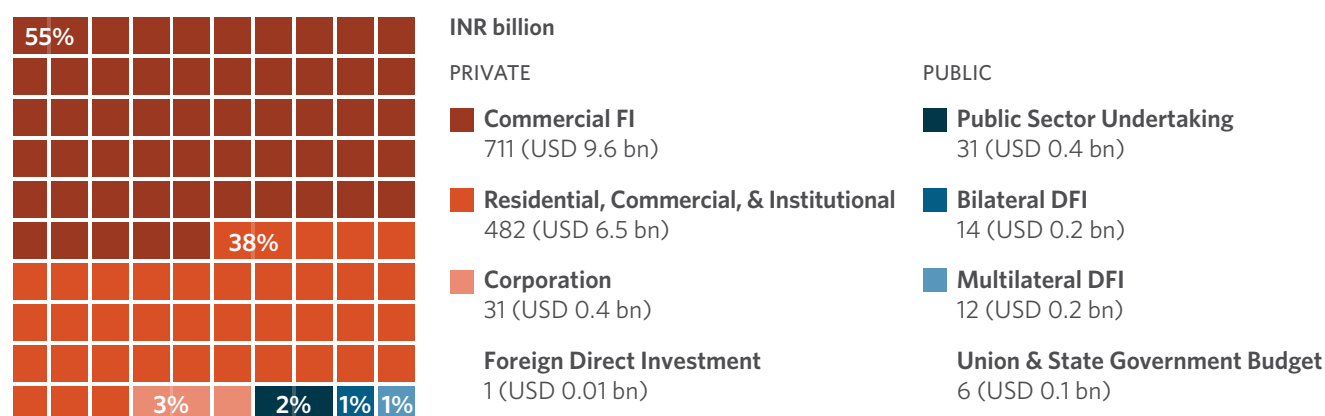 55%
38%
3%
2%
1%
1%
INR billion
PRIVATE
Commercial FI
711 (USD 9.6 bn)
Residential, Commercial, & Institutional
482 (USD 6.5 bn)
Corporation
31 (USD 0.4 bn)
Foreign Direct Investment
1 (USD 0.01 bn)
PUBLIC
Public Sector Undertaking
31 (USD 0.4 bn)
Bilateral DFI
14 (USD 0.2 bn)
Multilateral DFI
12 (USD 0.2 bn)
Union & State Government Budget
6 (USD 0.1 bn)